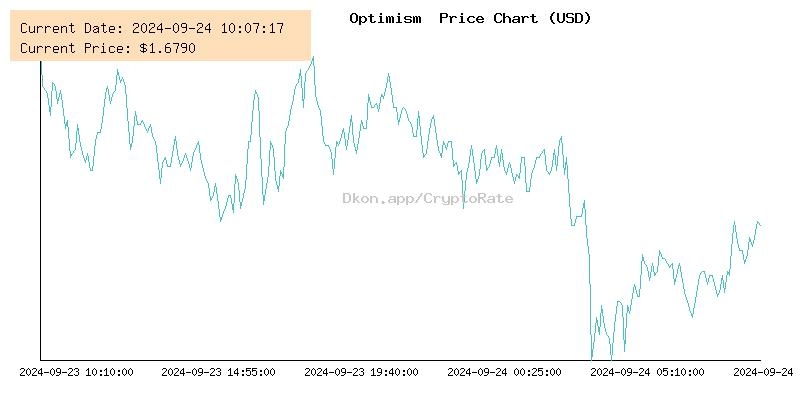 Optimism  Price Chart (USD)
Current Date: 2024-09-24 10:07:17
Current Price: $1.6790
Dkon.app/CryptoRate
2024-09-23 10:10:00 2024-09-23 14:55:00 2024-09-23 19:40:00 2024-09-24 00:25:00 2024-09-24 05:10:00 2024-09-24